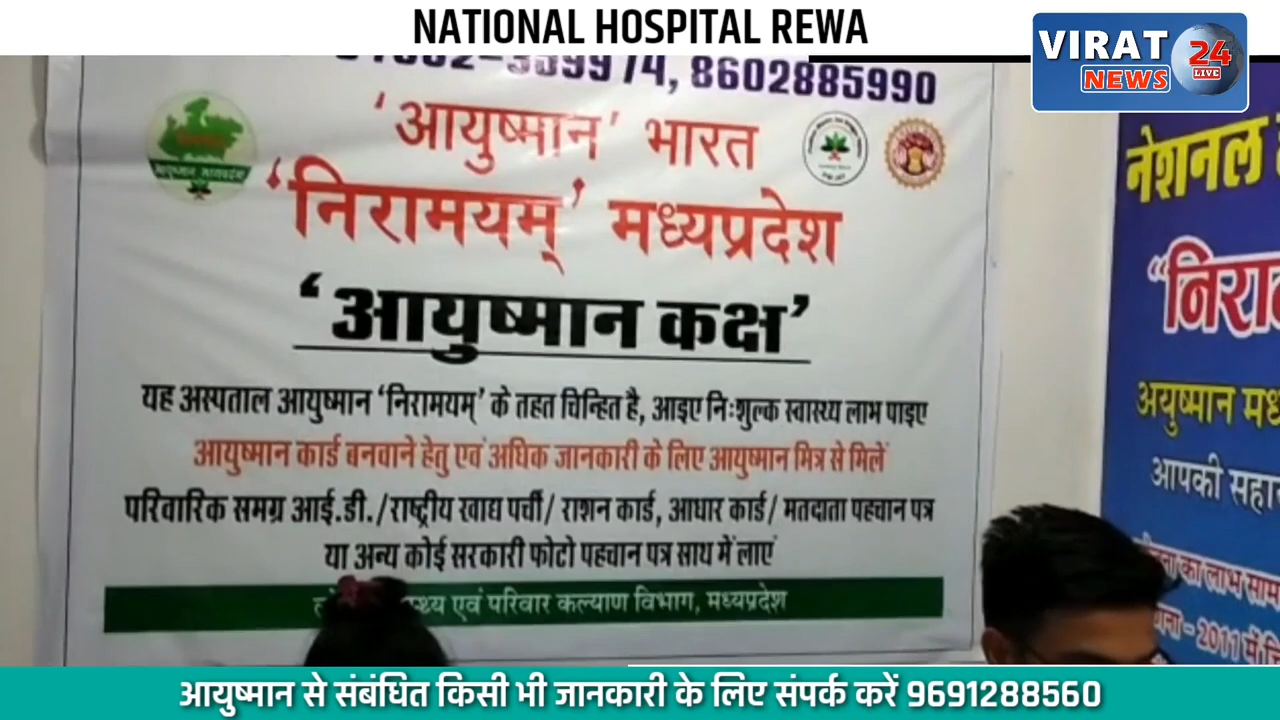 NATIONAL HOSPITAL REWA
VIRAT
24
NEWS
LIVE
8602885990
'आयुष्मान' भारत
'निरामयम्' मध्यप्रदेश
'आयुष्मान कक्ष'
यह अस्पताल आयुष्मान 'निरामयम्' के तहत चिन्हित है, आइए निःशुल्क स्वास्थ्य लाभ पाइए
आयुष्मान कार्ड बनवाने हेतु एवं अधिक जानकारी के लिए आयुष्मान मित्र से मिलें
परिवारिक समग्र आई.डी./राष्ट्रीय खाद्य पर्ची/ राशन कार्ड, आधार कार्ड/ मतदाता पहचान पत्र
या अन्य कोई सरकारी फोटो पहचान पत्र साथ में लाएं
एवं परिवार कल्याण विभाग, मध्यप्रदेश
नेशनल
"निरा
अयुष्मान मध
आपकी सहा
का लाभ साम
- 2011 में
आयुष्मान से संबंधित किसी भी जानकारी के लिए संपर्क करें 9691288560